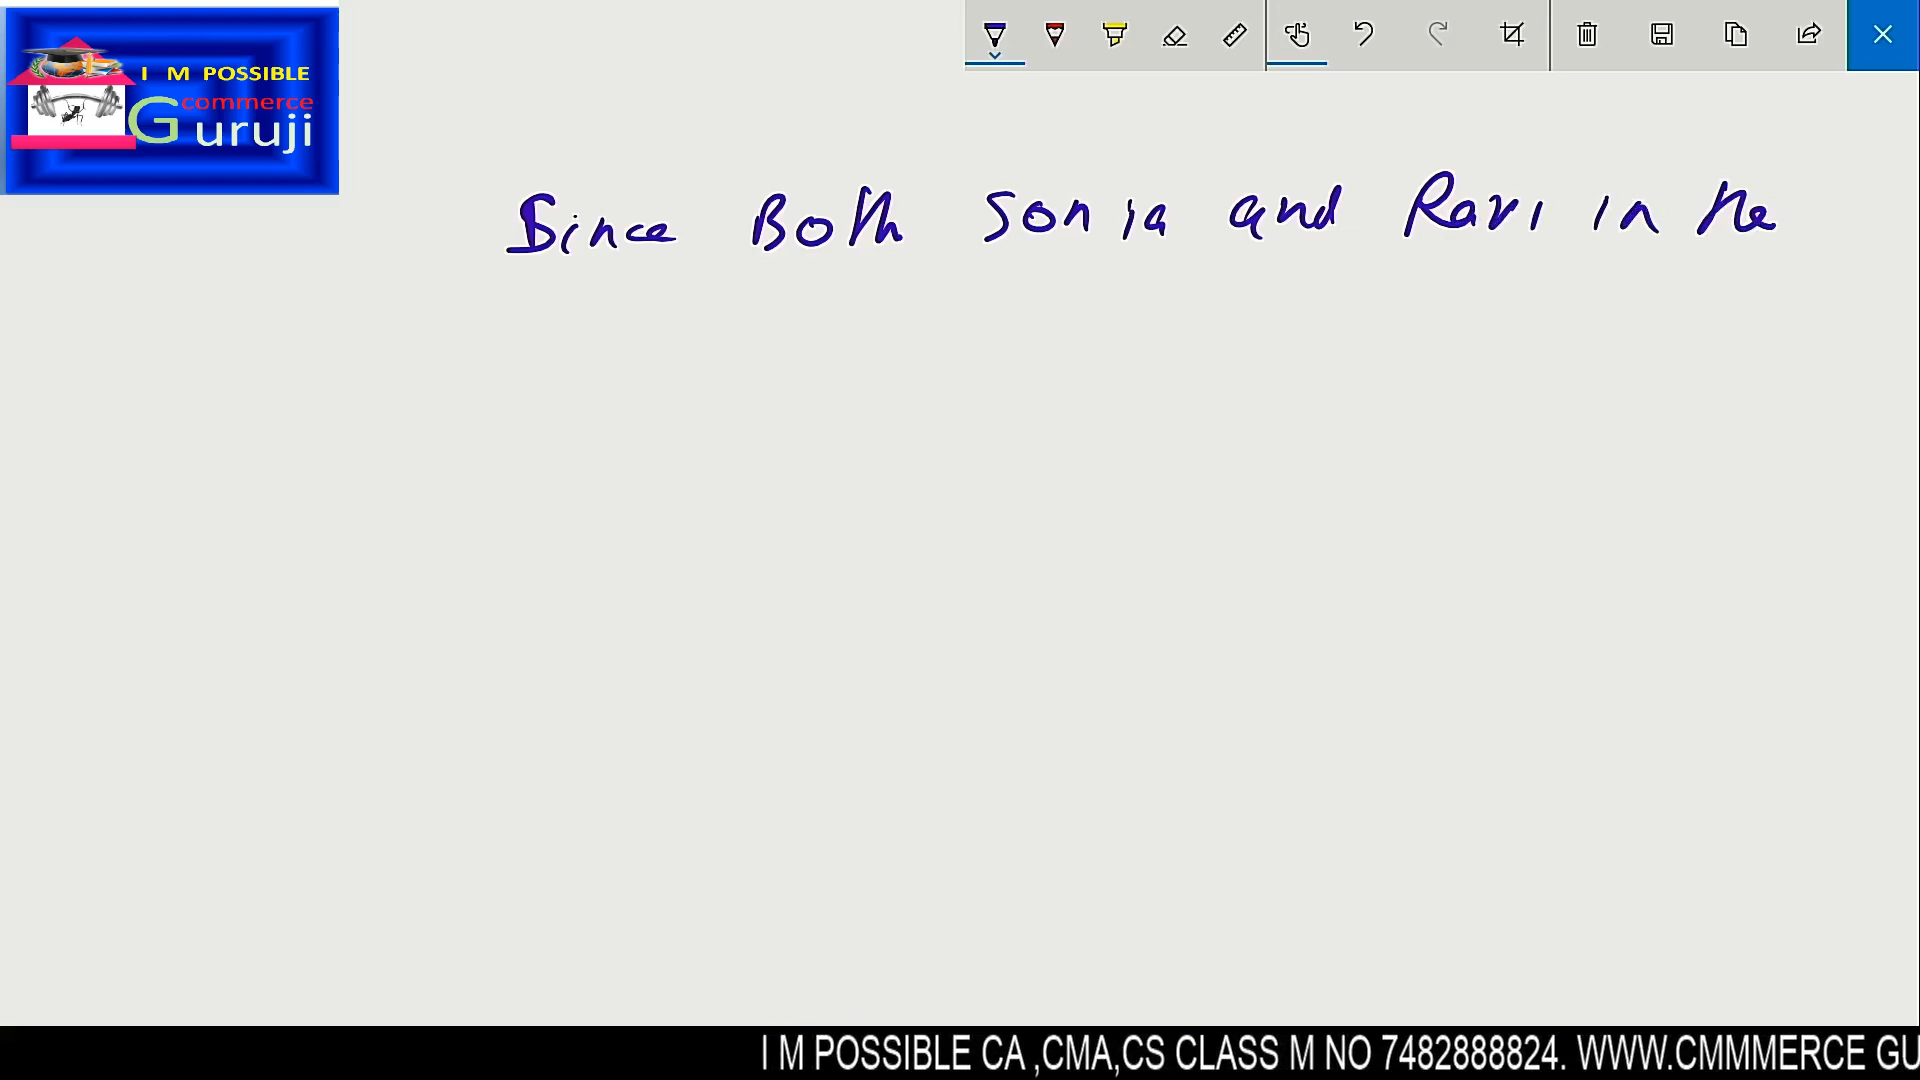 I M POSSIBLE
commerce
Guruji
Since Both Sonia and Ravi in the
I M POSSIBLE CA ,CMA,CS CLASS M NO 7482888824. WWW.CMMMERCE GU